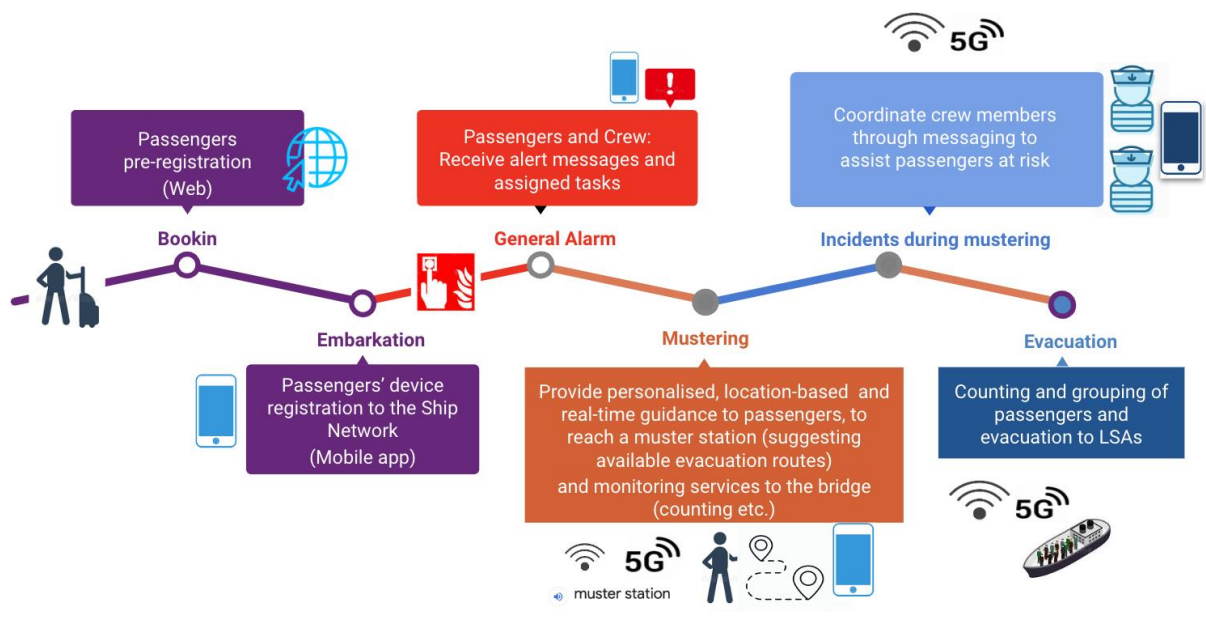 5G
Passengers
pre-registration
(Web)
Passengers and Crew:
Receive alert messages and
assigned tasks
Coordinate crew members
through messaging to
assist passengers at risk
Bookin
General Alarm
Incidents during mustering
Embarkation
Mustering
Evacuation
Passengers’ device
registration to the Ship
Network
(Mobile app)
Provide personalised, location-based and
real-time guidance to passengers, to
reach a muster station (suggesting
available evacuation routes)
and monitoring services to the bridge
(counting etc.)
Counting and grouping of
passengers and
evacuation to LSAs
5G
5G
muster station